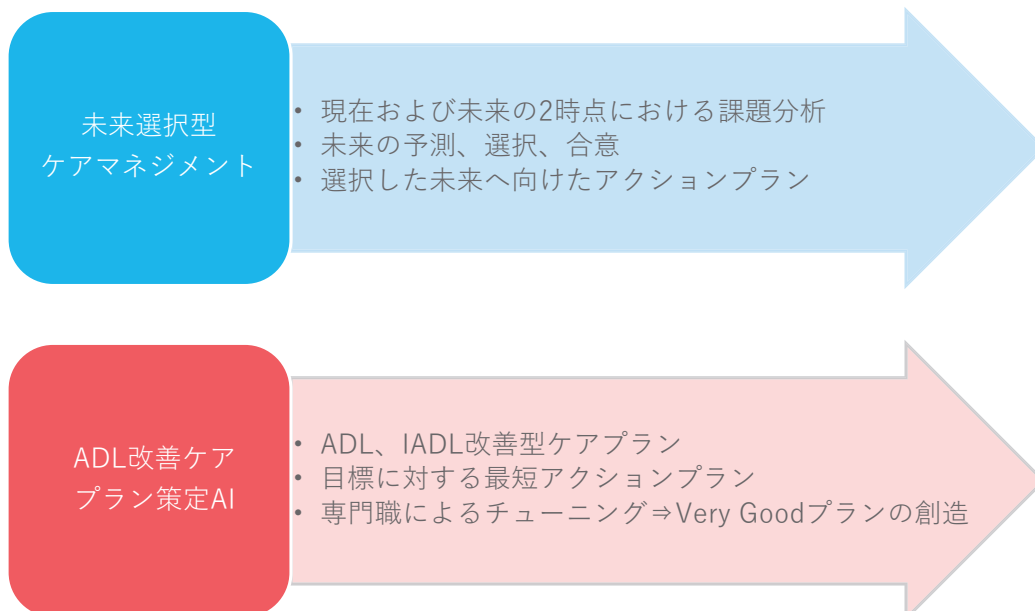 未来選択型
ケアマネジメント
• 現在および未来の2時点における課題分析
• 未来の予測、選択、合意
• 選択した未来へ向けたアクションプラン
ADL改善ケア
プラン策定AI
• ADL、IADL改善型ケアプラン
• 目標に対する最短アクションプラン
• 専門職によるチューニング⇒Very Goodプランの創造